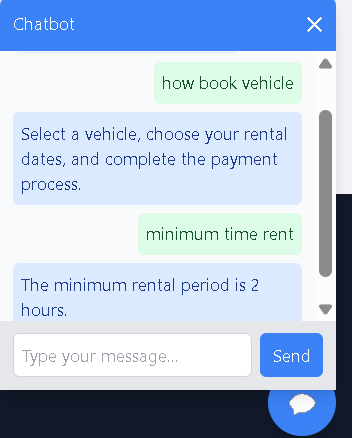 Chatbot
how book vehicle
Select a vehicle, choose your rental
dates, and complete the payment
process.
minimum time rent
The minimum rental period is 2
hours.
Type your message...
Send